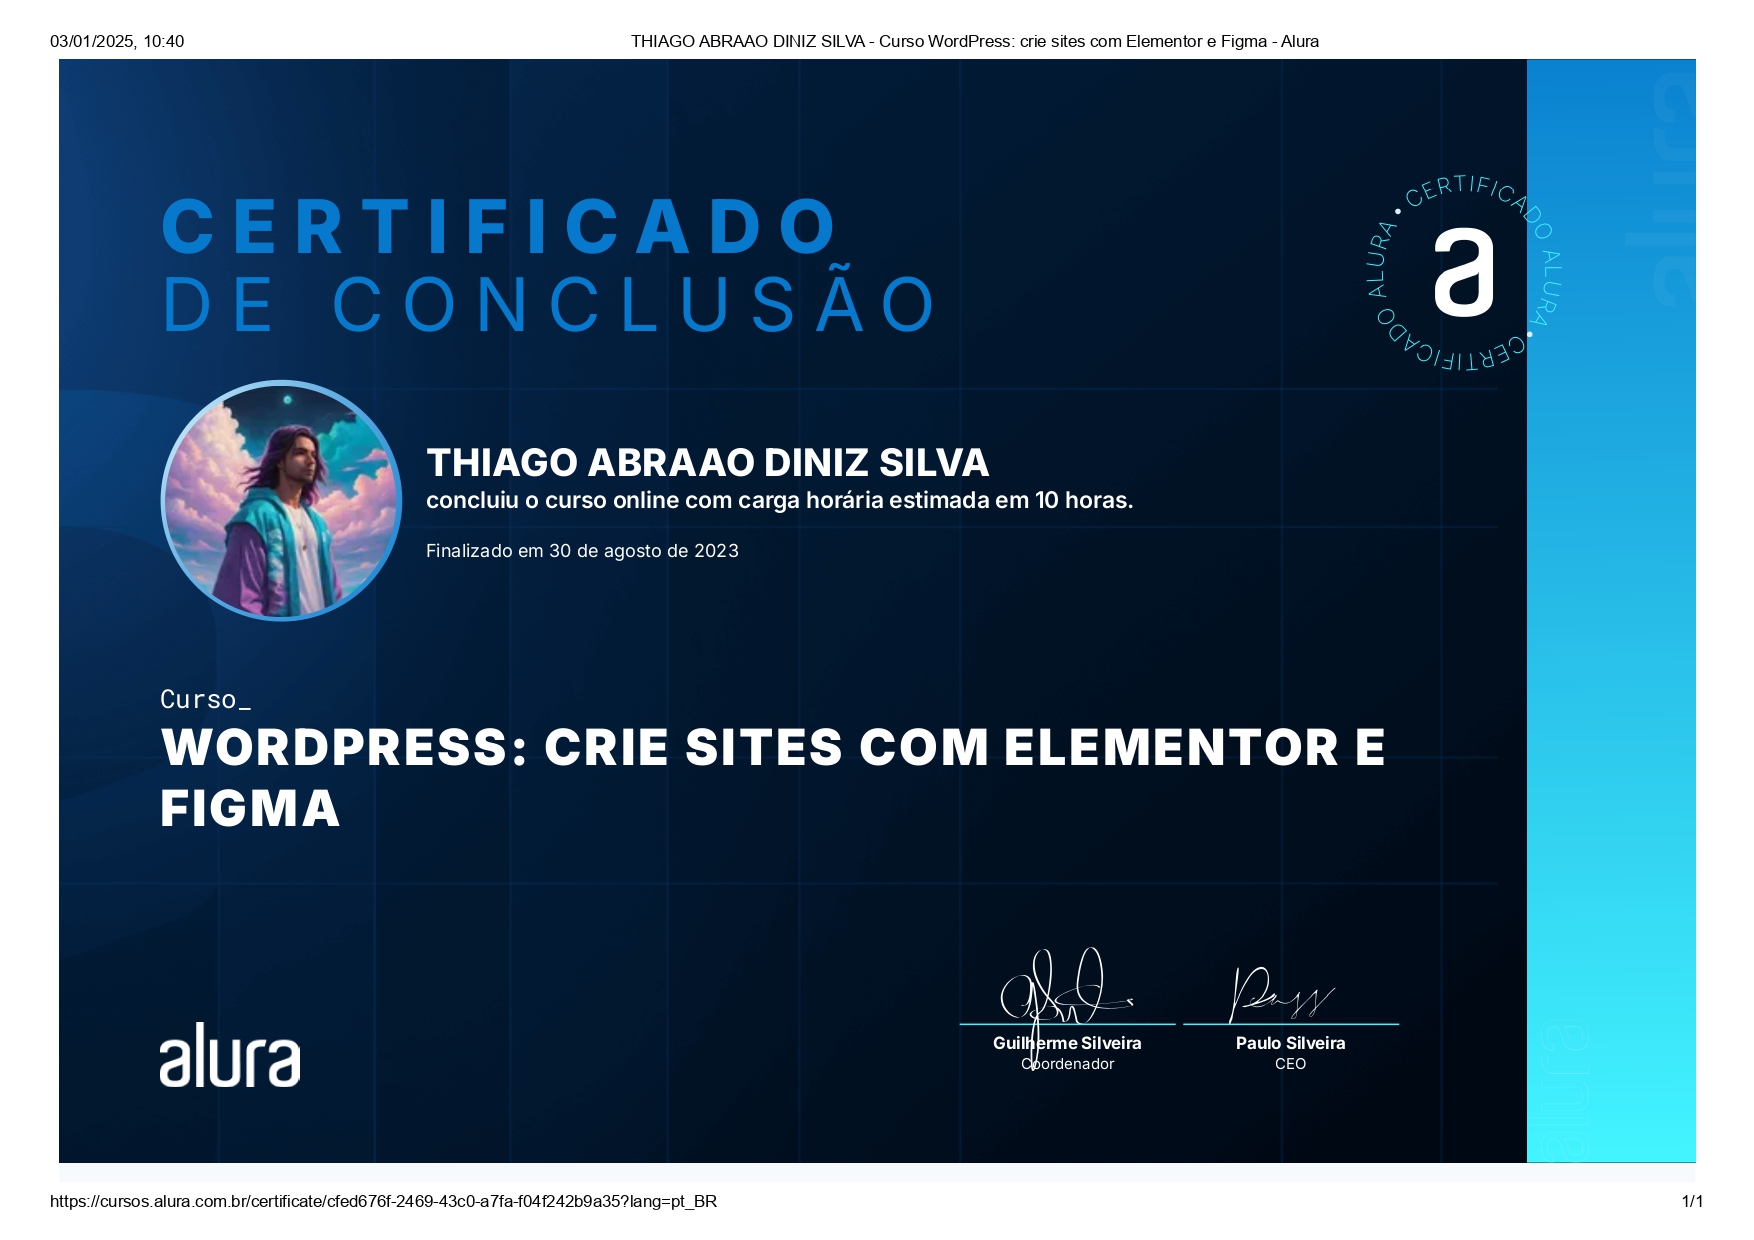 03/01/2025, 10:40
THIAGO ABRAAO DINIZ SILVA - Curso WordPress: crie sites com Elementor e Figma - Alura
CERTIFICADO
DE CONCLUSÃO
CERTIFICADO ALURA • CERTIFICADO ALURA •
a
THIAGO ABRAAO DINIZ SILVA
concluiu o curso online com carga horária estimada em 10 horas.
Finalizado em 30 de agosto de 2023
Curso_
WORDPRESS: CRIE SITES COM ELEMENTOR E
FIGMA
alura
Guilherme Silveira
Coordenador
Paulo Silveira
CEO
alura
alura
https://cursos.alura.com.br/certificate/cfed676f-2469-43c0-a7fa-f04f242b9a35?lang=pt_BR
1/1